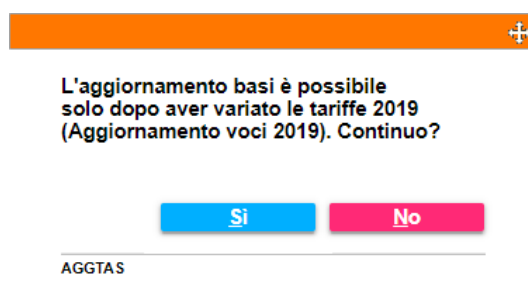 L'aggiornamento basi è possibile
solo dopo aver variato le tariffe 2019
(Aggiornamento voci 2019). Continuo?
Sì No
AGGTAS